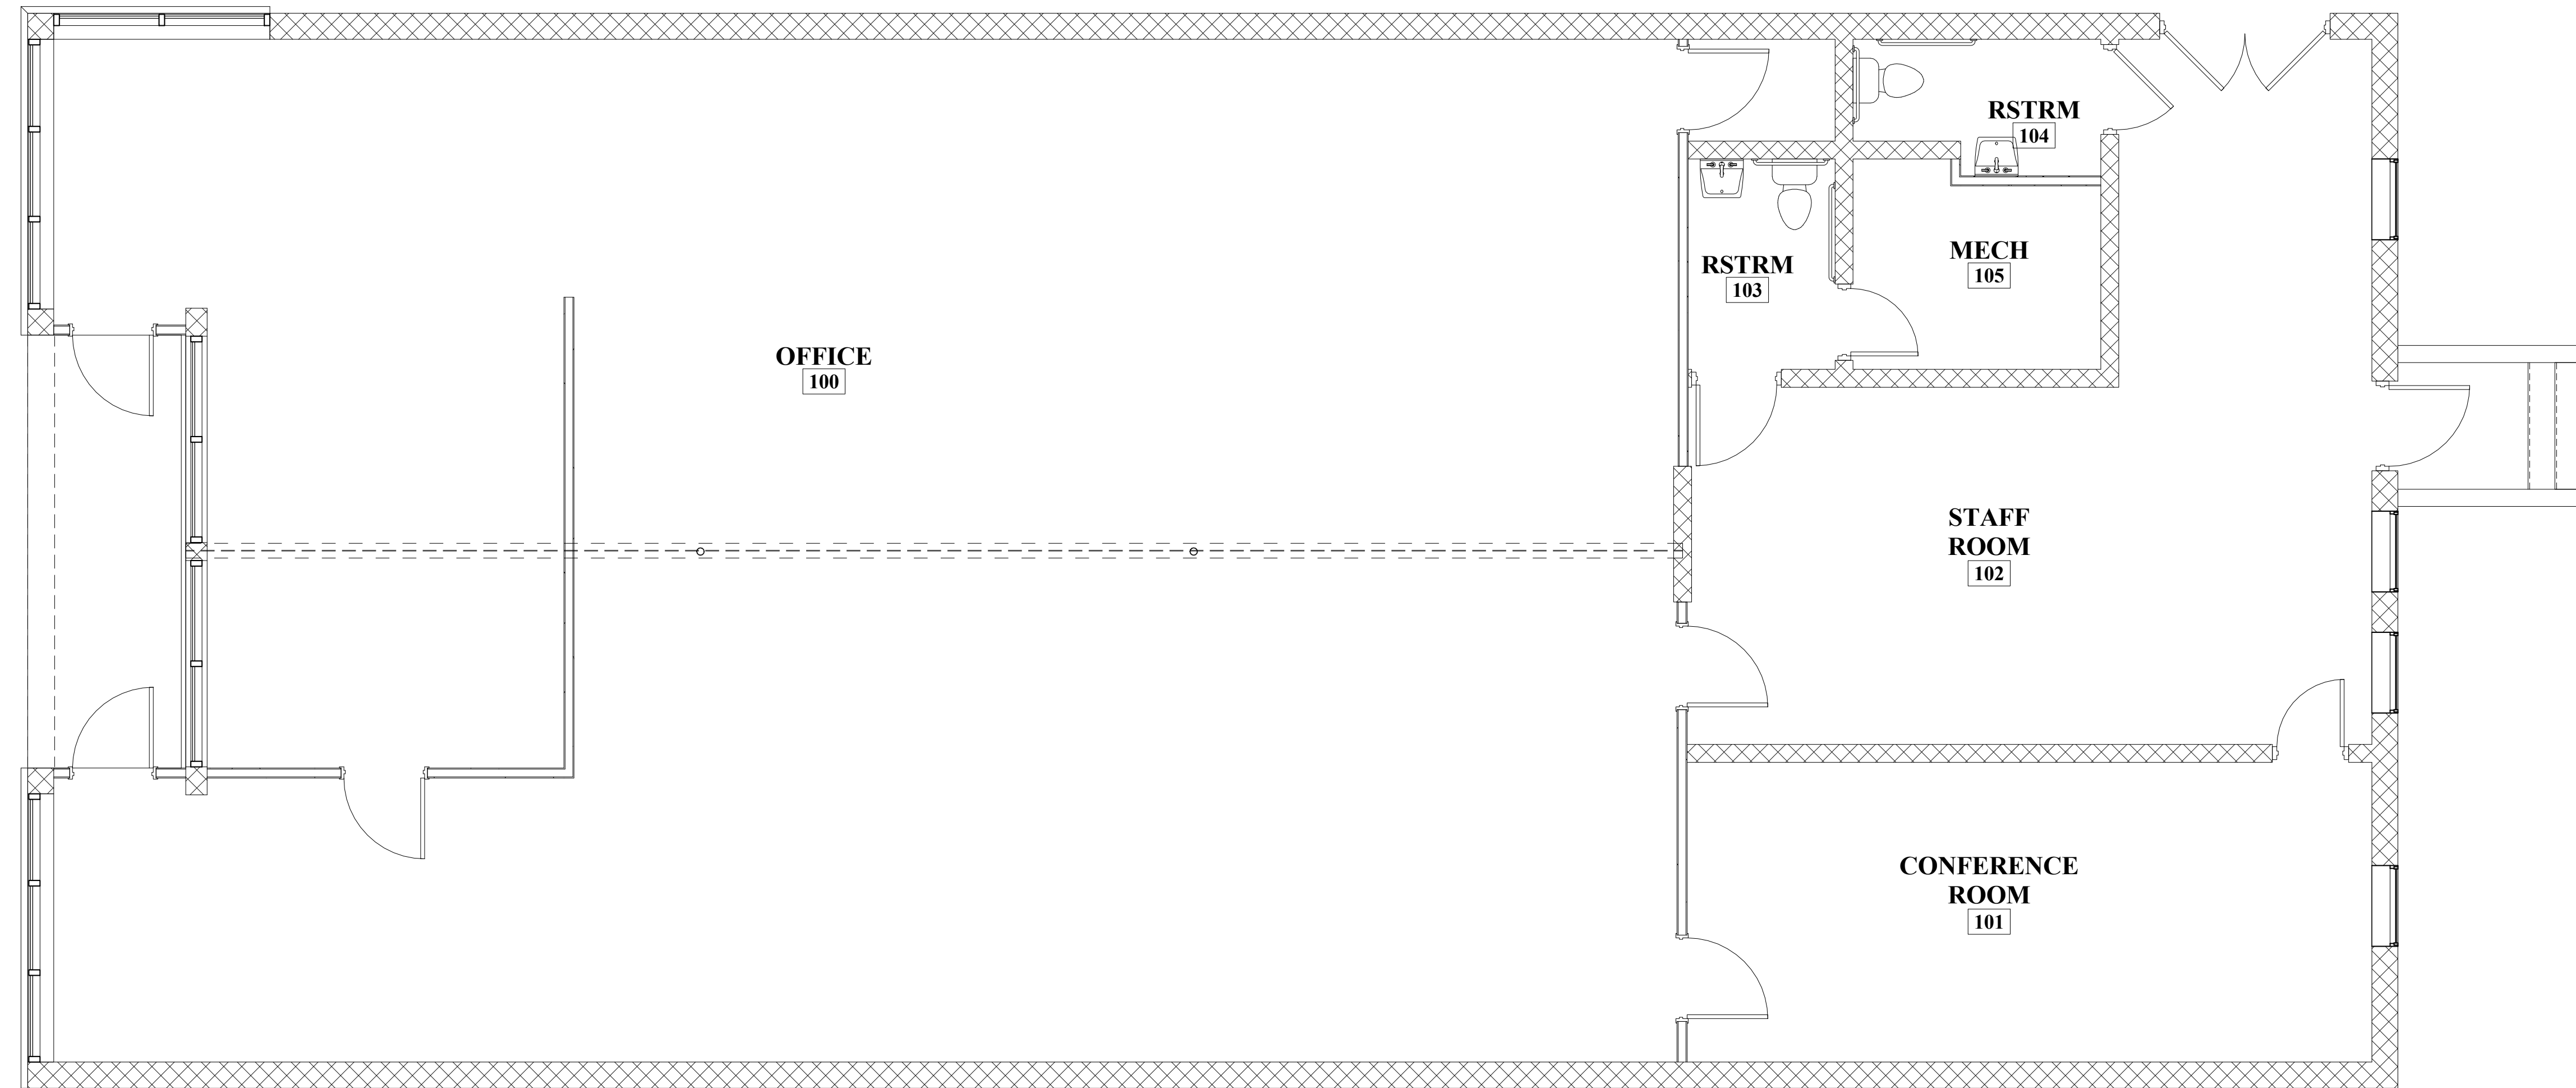 RSTRM
104
MECH
105
RSTRM
103
OFFICE
100
STAFF
ROOM
102
CONFERENCE
ROOM
101